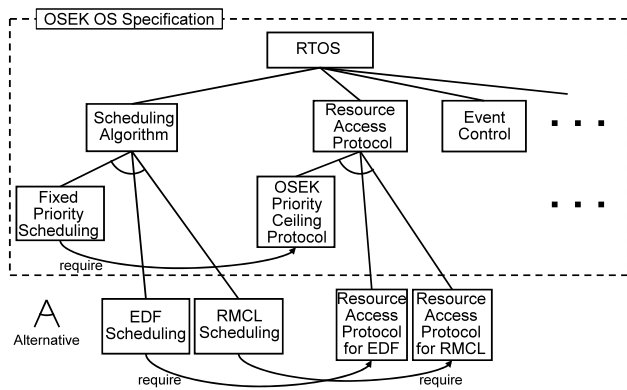 OSEK OS Specification
RTOS
Scheduling
Algorithm
Resource
Access
Protocol
Event
Control
Fixed
Priority
Scheduling
OSEK
Priority
Ceiling
Protocol
require
Alternative
EDF
Scheduling
RMCL
Scheduling
Resource
Access
Protocol
for EDF
Resource
Access
Protocol
for RMCL
require
require